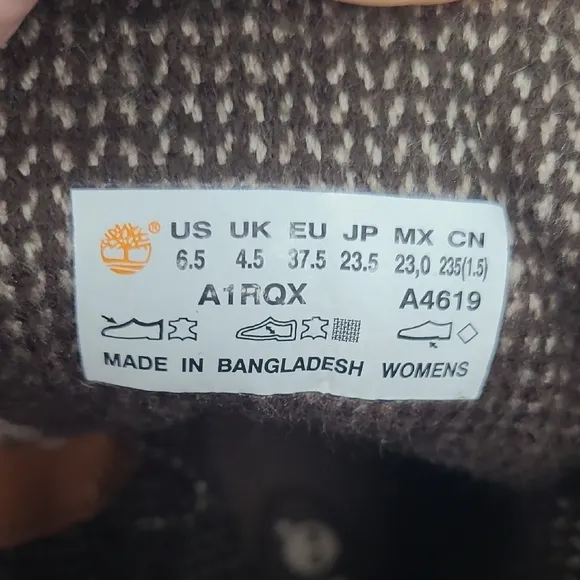 ® US UK EU JP MX CN
6.5 4.5 37.5 23.5 23,0 235(1.5)
A1RQX A4619
MADE IN BANGLADESH WOMENS